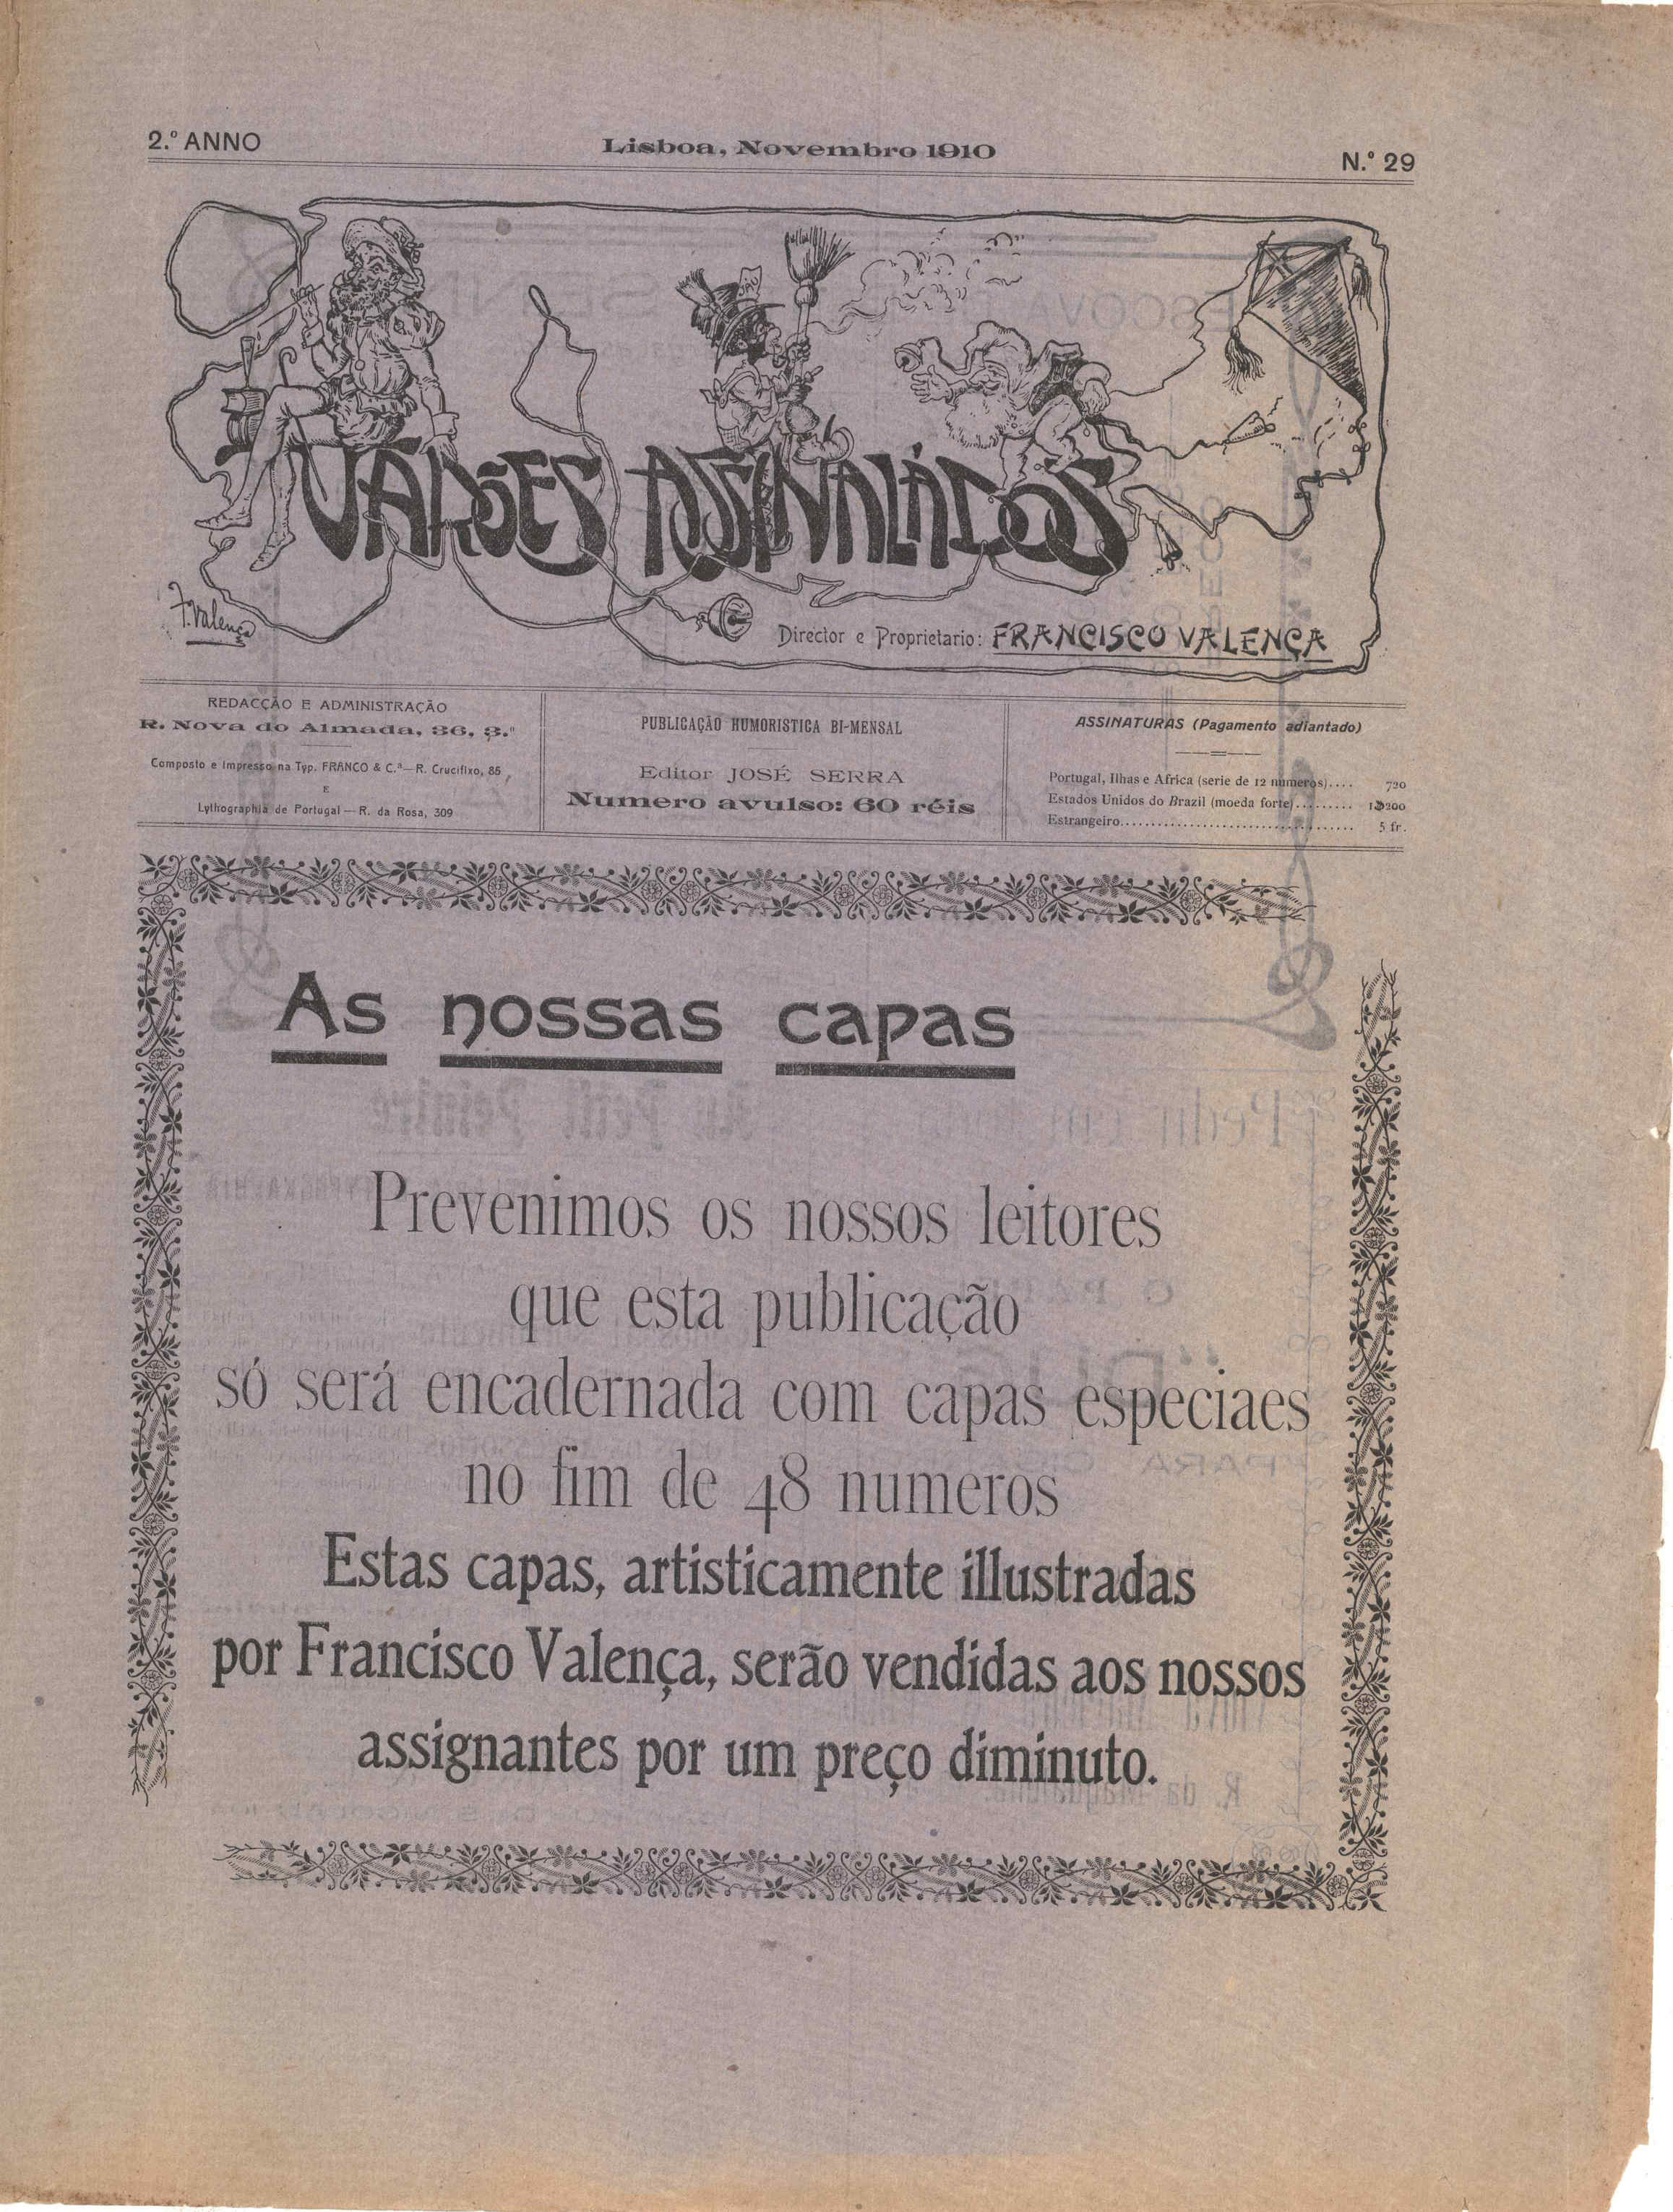 2.º ANNO
Lisboa, Novembro 1910
N.º 29
VARÕES ASSINALÁDOS
F. Valença
Director e Proprietario: FRANCISCO VALENÇA
REDACÇÃO E ADMINISTRAÇÃO
R. Nova do Almada, 36, 3.º
Composto e Impresso na Typ. FRANCO & C.ª — R. Crucifixo, 86
E
Lythographia de Portugal — R. da Rosa, 309
PUBLICAÇÃO HUMORISTICA BI-MENSAL
Editor JOSÉ SERRA
Numero avulso: 60 réis
ASSINATURAS (Pagamento adiantado)
Portugal, Ilhas e Africa (serie de 12 numeros).... 720
Estados Unidos do Brazil (moeda forte)......... 1$200
Estrangeiro...................................... 5 fr.
As nossas capas
Prevenimos os nossos leitores
que esta publicação
só será encadernada com capas especiaes
no fim de 48 numeros
Estas capas, artisticamente illustradas
por Francisco Valença, serão vendidas aos nossos
assignantes por um preço diminuto.